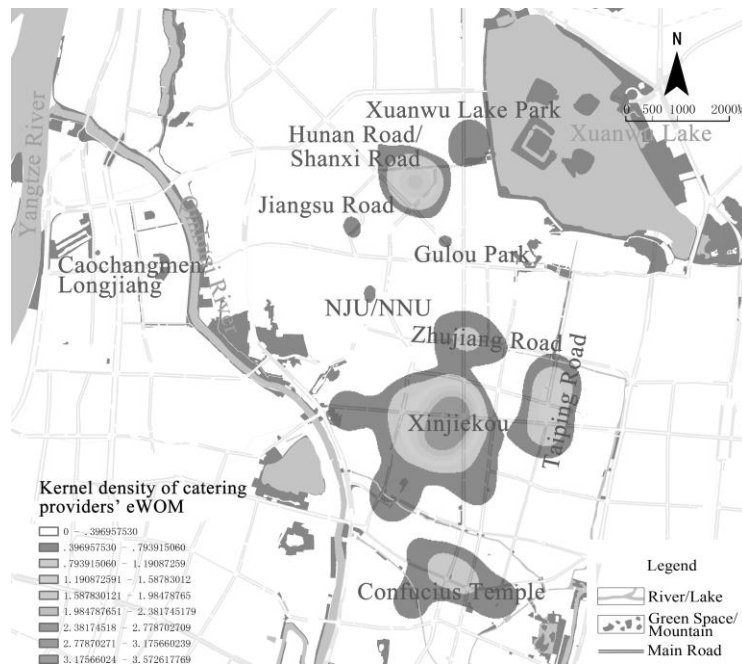 N
0 500 1000 2000M
Xuanwu Lake Park
Xuanwu Lake
Hunan Road/
Shanxi Road
Yangtze River
Jiangsu Road
Gulou Park
Caochangmen/
Longjiang
River
NJU/NNU
Zhujiang Road
Taiping Road
Xinjiekou
Confucius Temple
Kernel density of catering
providers' eWOM
0 - .396957530
.396957530 - .793915060
.793915060 - 1.19087259
1.190872591 - 1.58783012
1.587830121 - 1.98478765
1.984787651 - 2.381745179
2.38174518 - 2.778702709
2.77870271 - 3.175660239
3.17566024 - 3.572617769
Legend
River/Lake
Green Space/
Mountain
Main Road